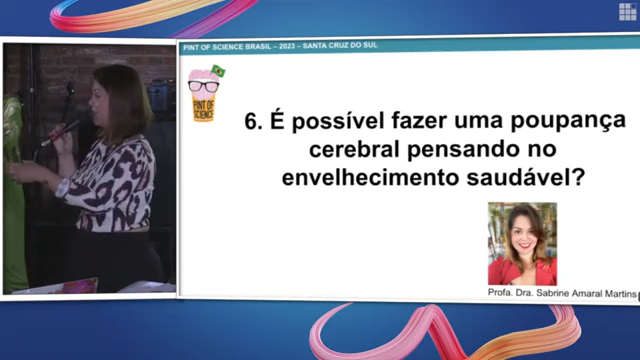 PINT OF SCIENCE BRASIL – 2023 – SANTA CRUZ DO SUL
PINT OF
SCIENCE
6. É possível fazer uma poupança
cerebral pensando no
envelhecimento saudável?
Profa. Dra. Sabrine Amaral Martins